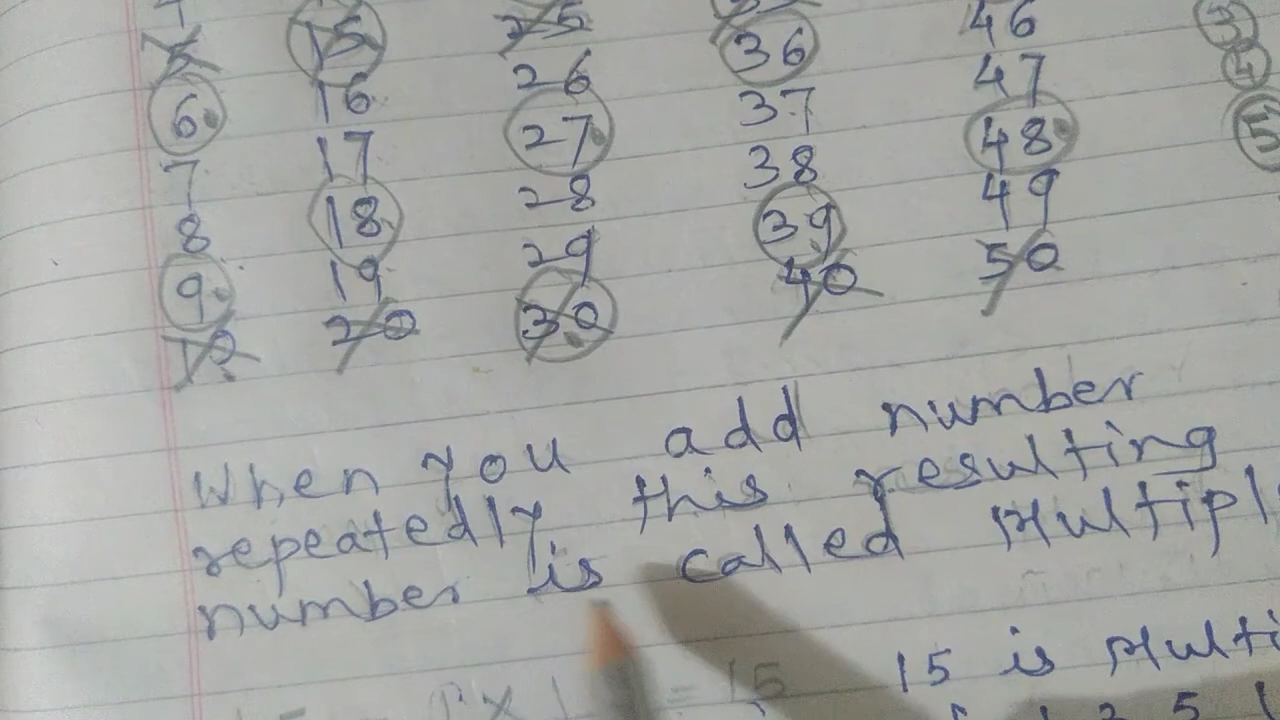 5 15 25 36 46
6 16 26 37 47
7 17 27 38 48
8 18 28 39 49
9 19 29 40 50
10 20 30
When you add number
repeatedly this resulting
number is called Multipl
= 15 15 is Multi